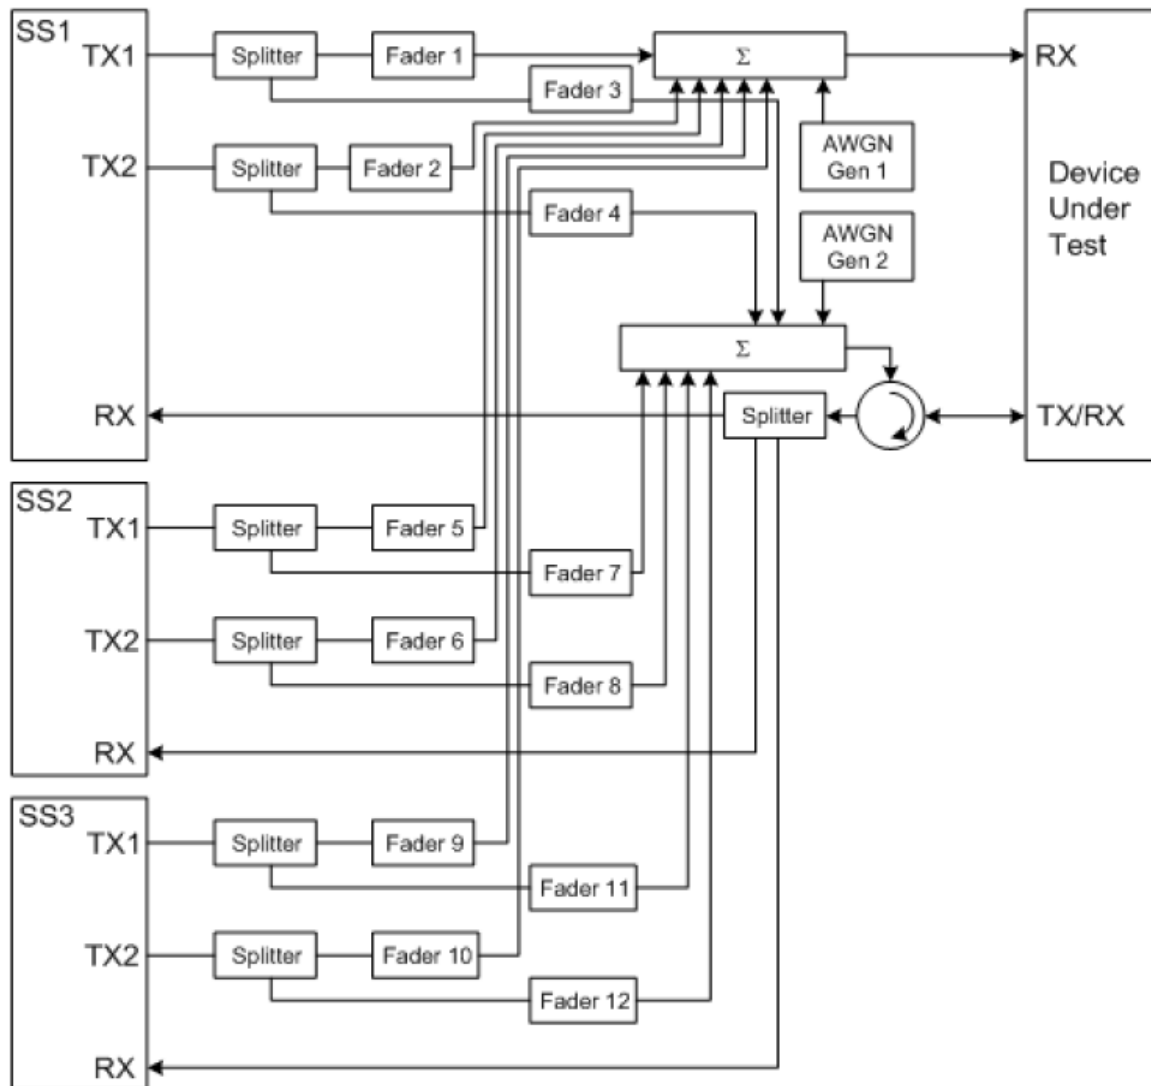 SS1
TX1
Splitter
Fader 1
Σ
RX
Fader 3
TX2
Splitter
Fader 2
AWGN
Gen 1
Device
Under
Test
Fader 4
AWGN
Gen 2
Σ
RX
Splitter
TX/RX
SS2
TX1
Splitter
Fader 5
Fader 7
TX2
Splitter
Fader 6
Fader 8
RX
SS3
TX1
Splitter
Fader 9
Fader 11
TX2
Splitter
Fader 10
Fader 12
RX